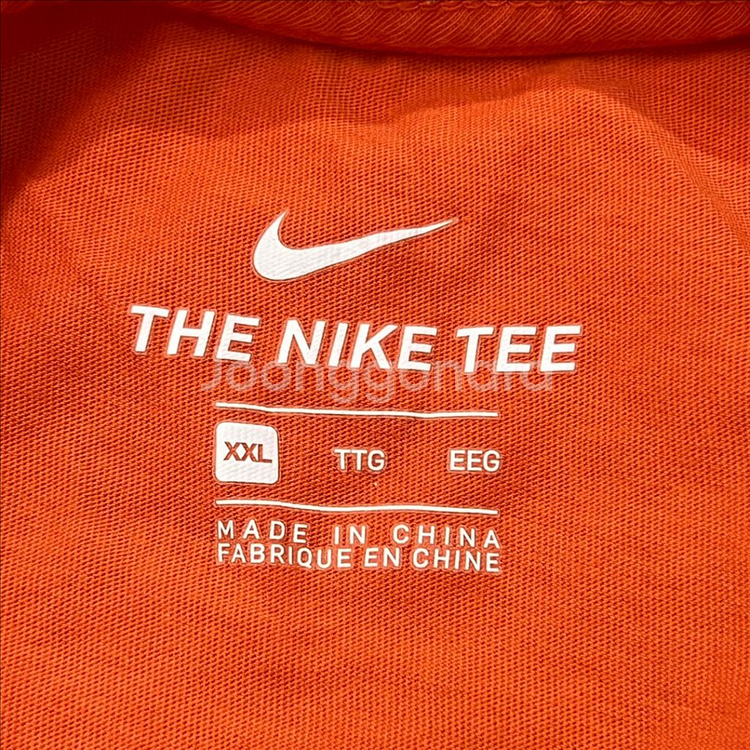 THE NIKE TEE
Joonggonara
XXL TTG EEG
MADE IN CHINA
FABRIQUE EN CHINE